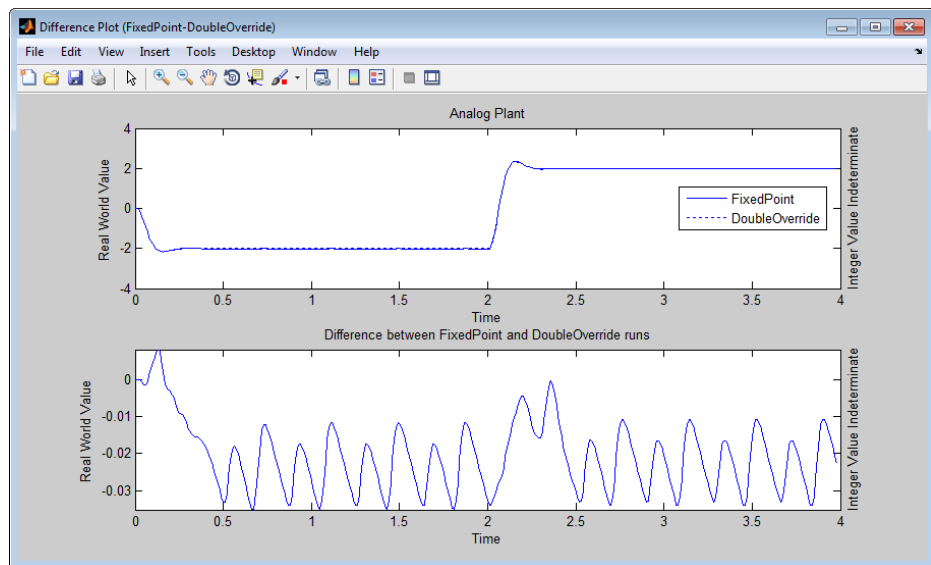 Difference Plot (FixedPoint-DoubleOverride)
File Edit View Insert Tools Desktop Window Help
Analog Plant
4
2
0
-2
-4
Real World Value
Integer Value Indeterminate
FixedPoint
DoubleOverride
0 0.5 1 1.5 2 2.5 3 3.5 4
Time
Difference between FixedPoint and DoubleOverride runs
0
-0.01
-0.02
-0.03
Real World Value
Integer Value Indeterminate
0 0.5 1 1.5 2 2.5 3 3.5 4
Time